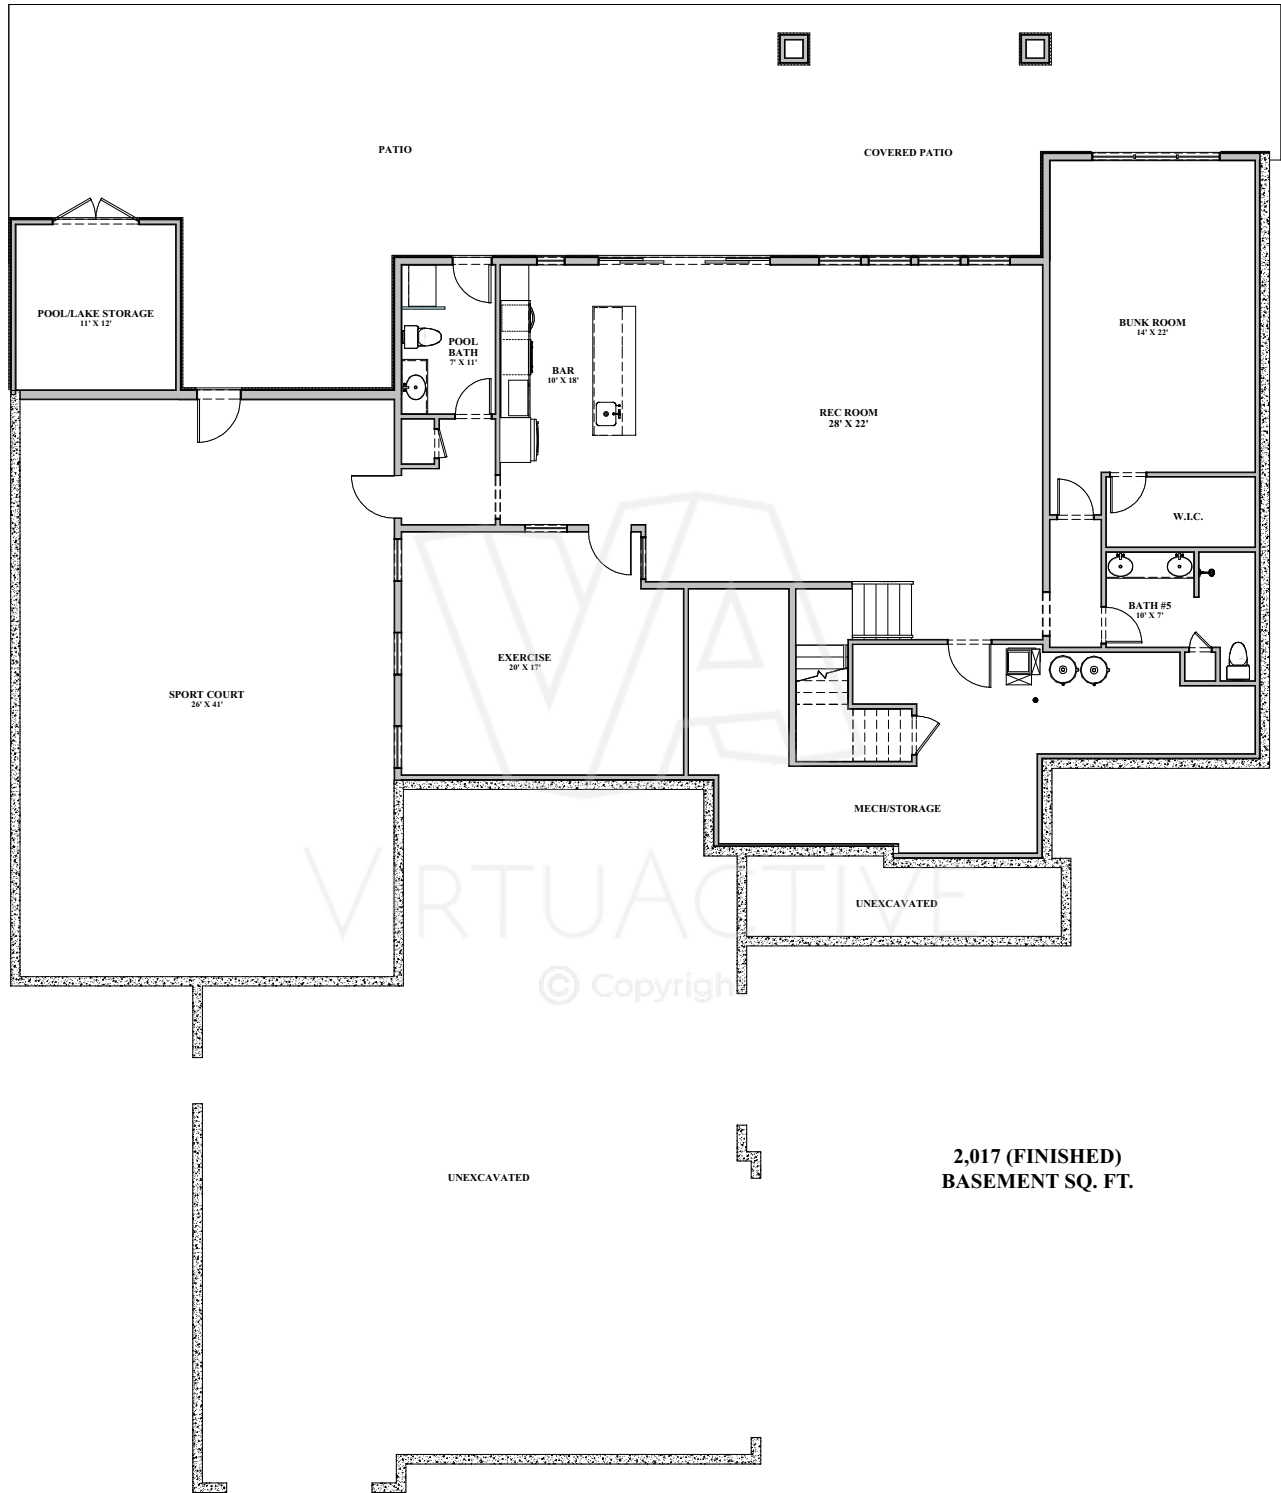 PATIO
COVERED PATIO
POOL/LAKE STORAGE
11' X 12'
POOL
BATH
7' X 11'
BAR
10' X 18'
REC ROOM
28' X 22'
BUNK ROOM
14' X 22'
W.I.C.
BATH #5
10' X 7'
EXERCISE
20' X 17'
SPORT COURT
26' X 41'
MECH/STORAGE
VA
VIRTUACTIVE
UNEXCAVATED
© Copyrigh
UNEXCAVATED
2,017 (FINISHED)
BASEMENT SQ. FT.